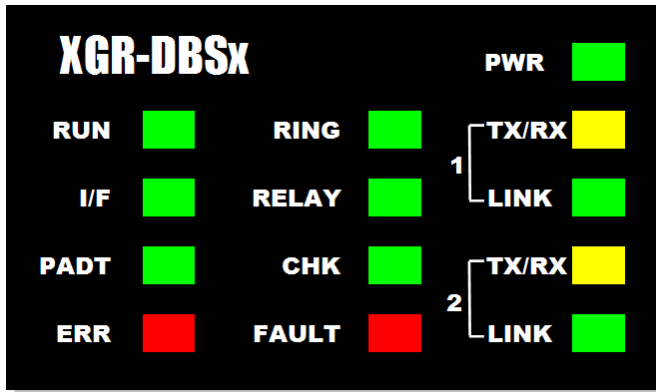 XGR-DBSx PWR
RUN RING TX/RX
1
I/F RELAY LINK
PADT CHK TX/RX
2
ERR FAULT LINK